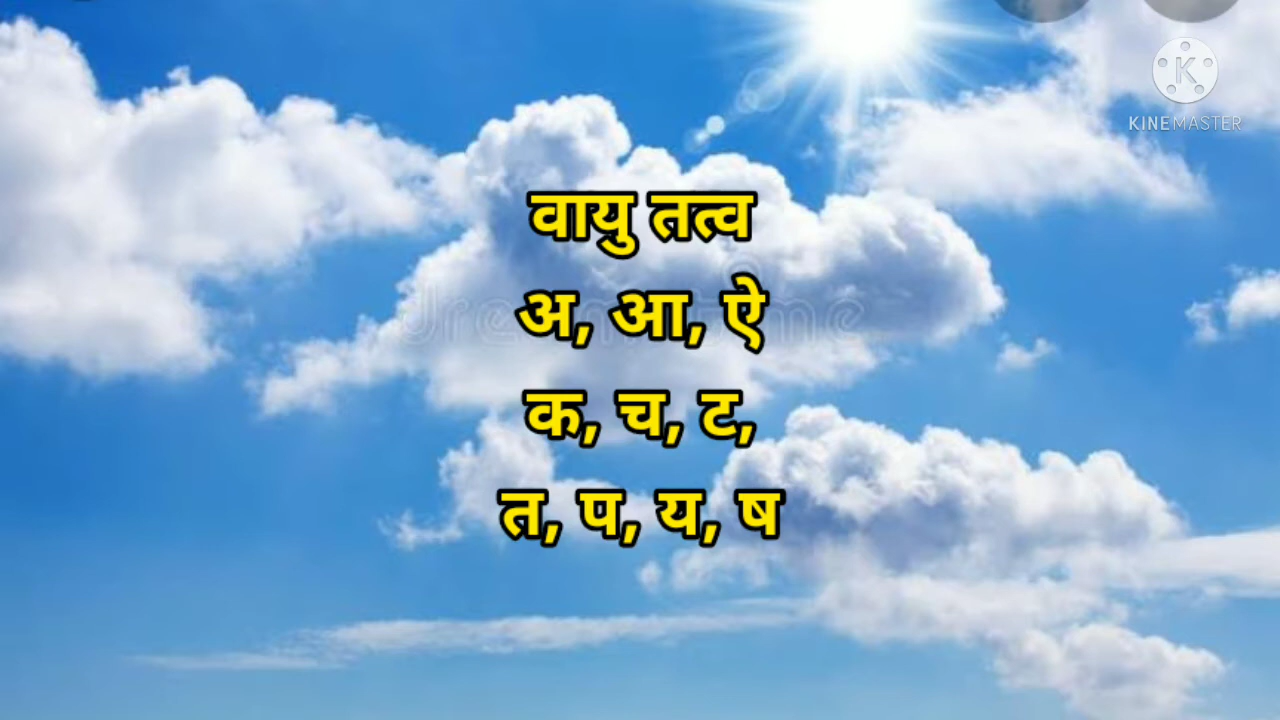 KINEMASTER
वायु तत्व
अ, आ, ऐ
क, च, ट,
त, प, य, ष